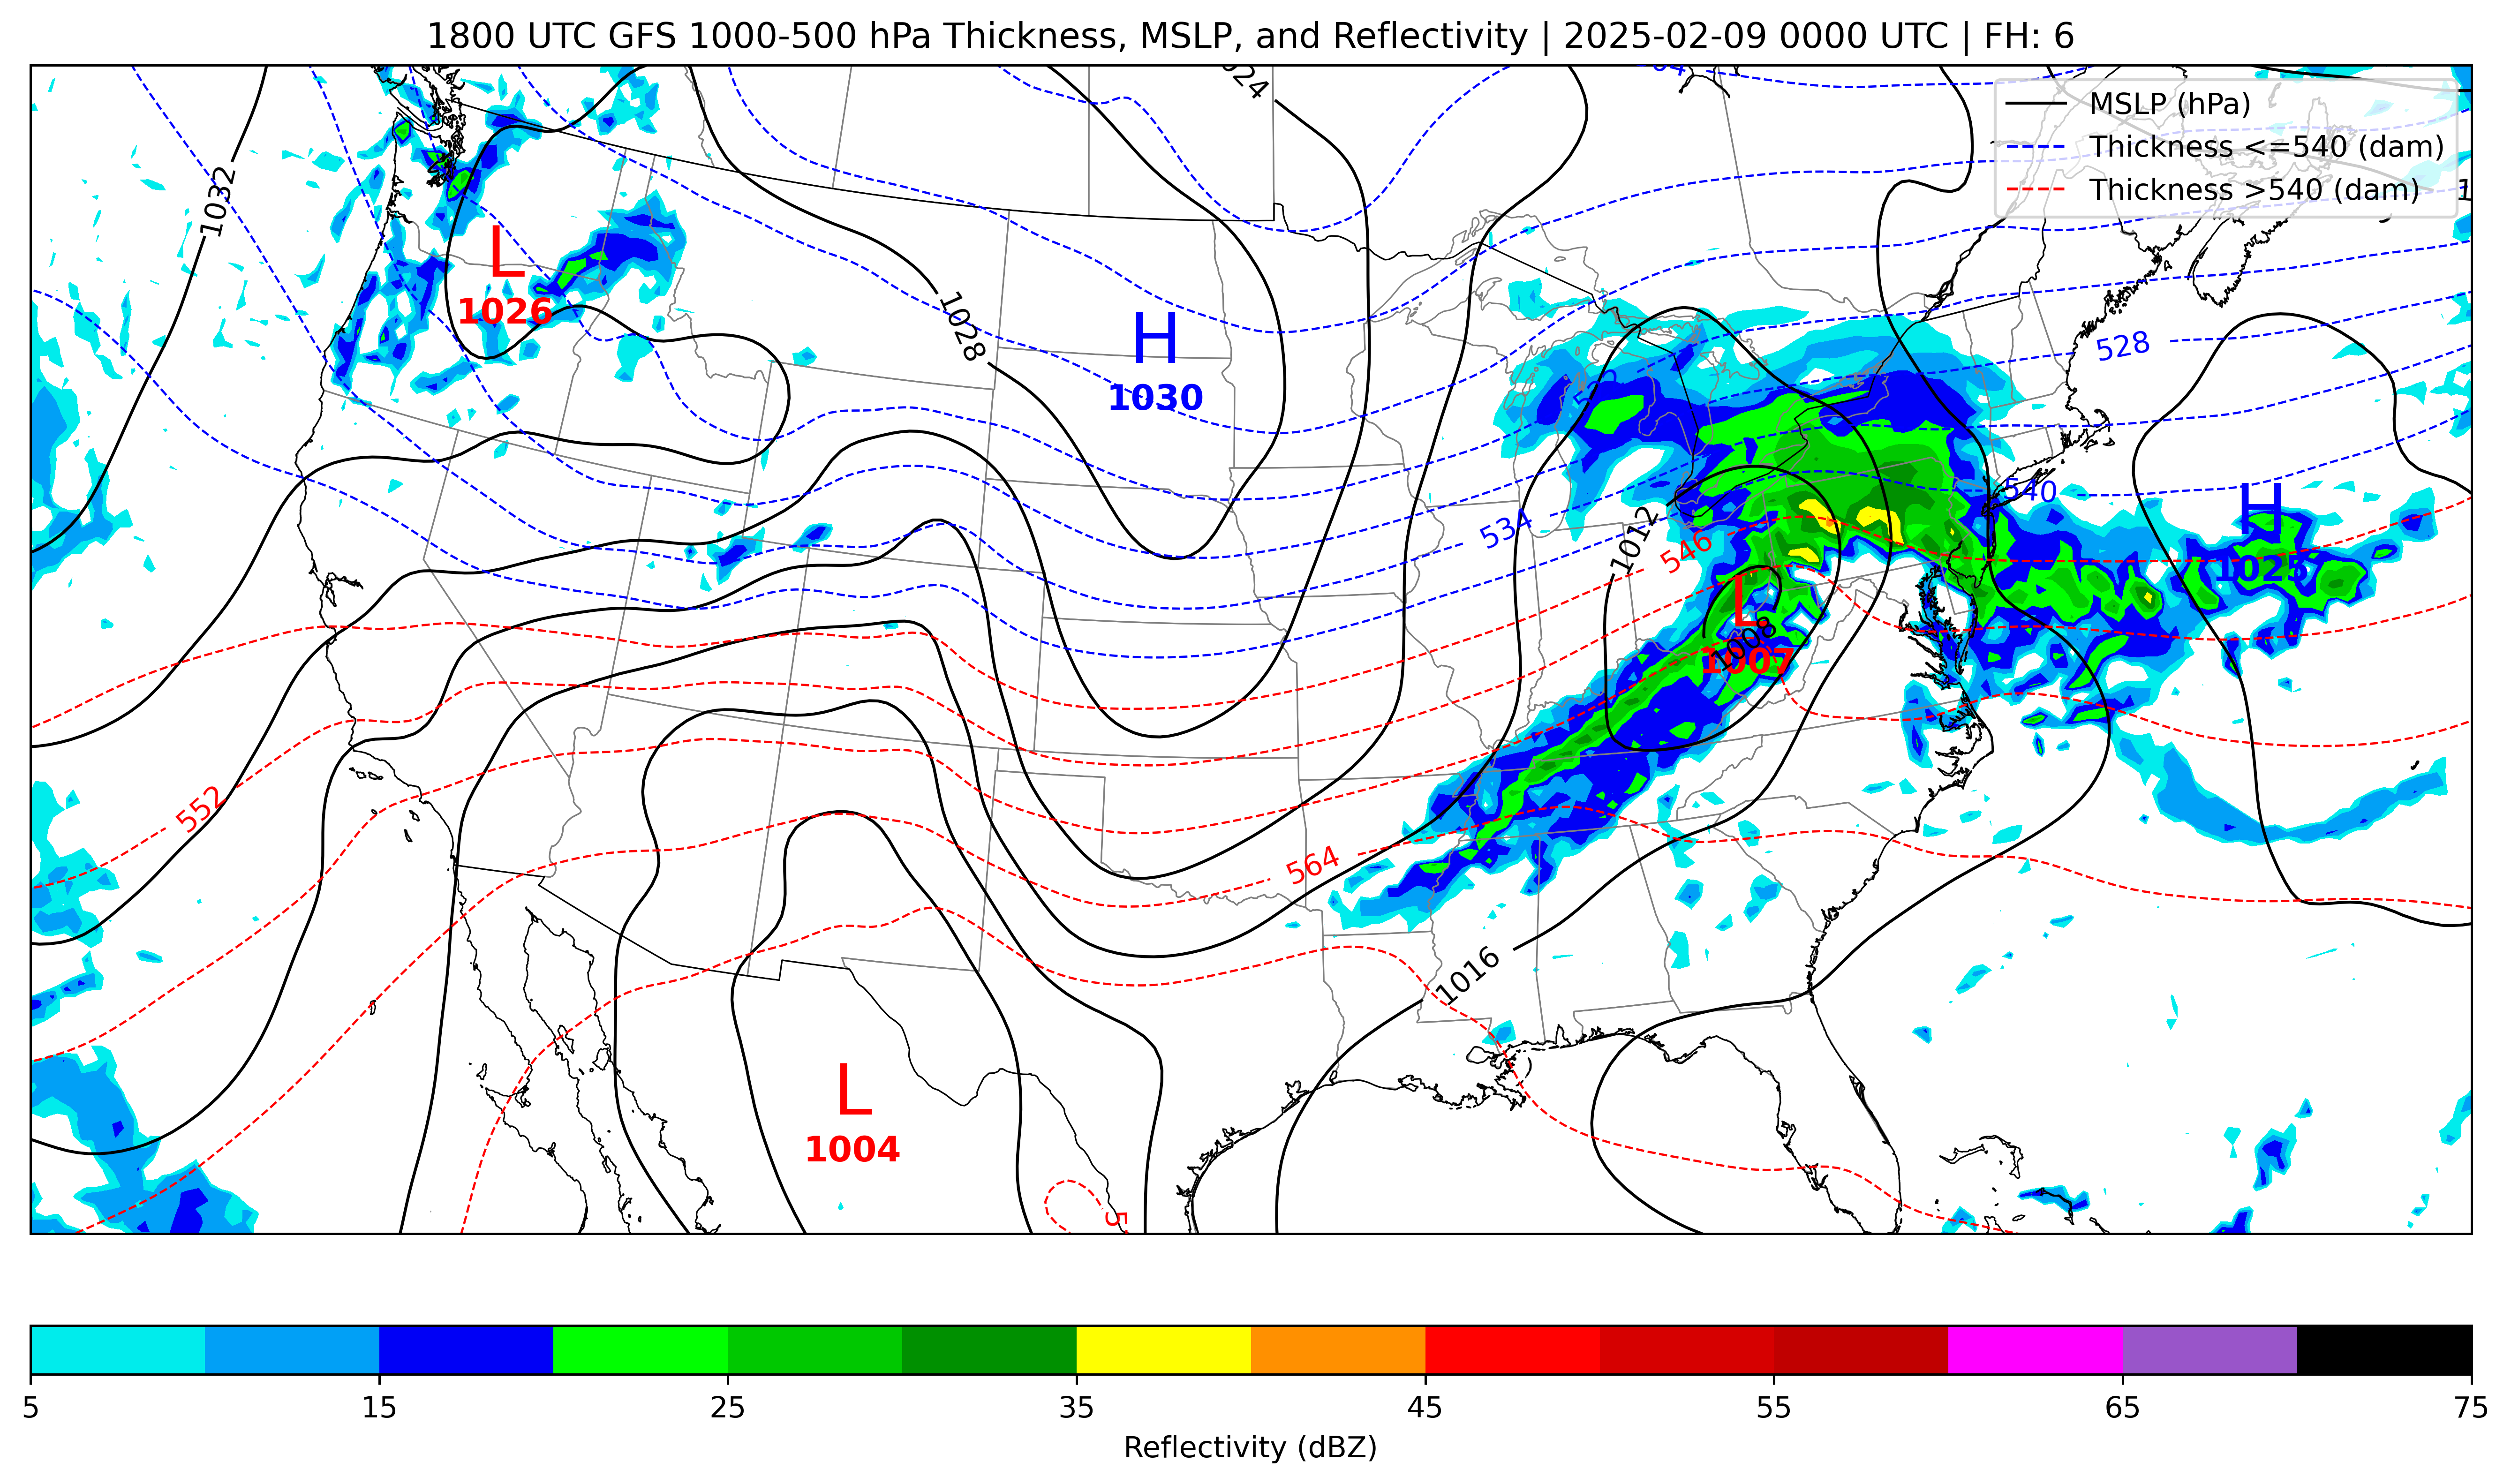 1800 UTC GFS 1000-500 hPa Thickness, MSLP, and Reflectivity | 2025-02-09 0000 UTC | FH: 6
MSLP (hPa)
Thickness <=540 (dam)
Thickness >540 (dam)
1032
L
1026
1028
H
1030
528
540
534
546
1012
H
1025
L
1008
1007
552
564
1016
L
1004
5 15 25 35 45 55 65 75
Reflectivity (dBZ)